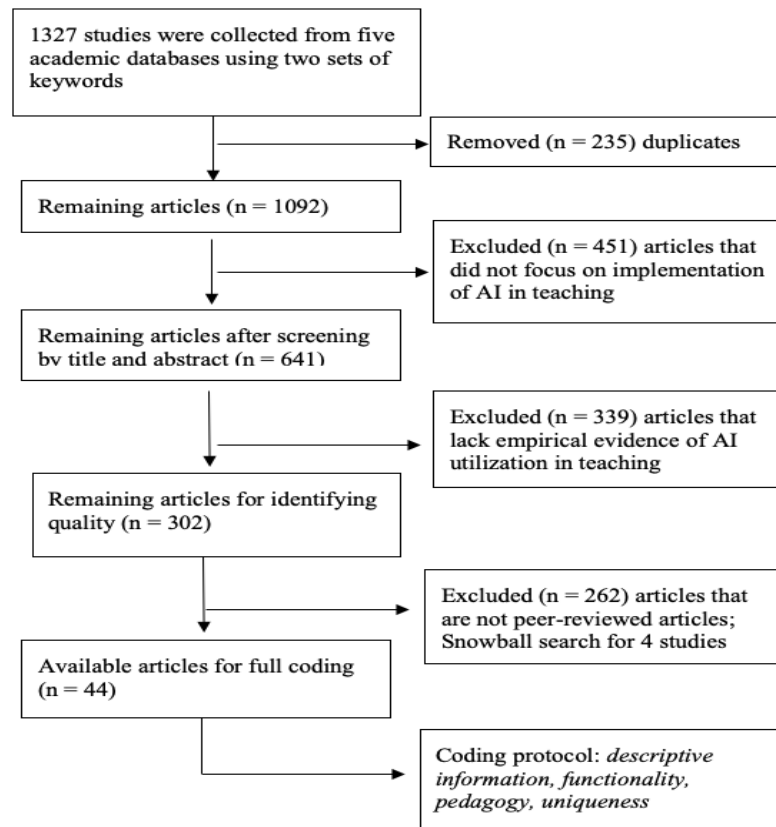 1327 studies were collected from five
academic databases using two sets of
keywords
Removed (n = 235) duplicates
Remaining articles (n = 1092)
Excluded (n = 451) articles that
did not focus on implementation
of AI in teaching
Remaining articles after screening
by title and abstract (n = 641)
Excluded (n = 339) articles that
lack empirical evidence of AI
utilization in teaching
Remaining articles for identifying
quality (n = 302)
Excluded (n = 262) articles that
are not peer-reviewed articles;
Snowball search for 4 studies
Available articles for full coding
(n = 44)
Coding protocol: descriptive
information, functionality,
pedagogy, uniqueness